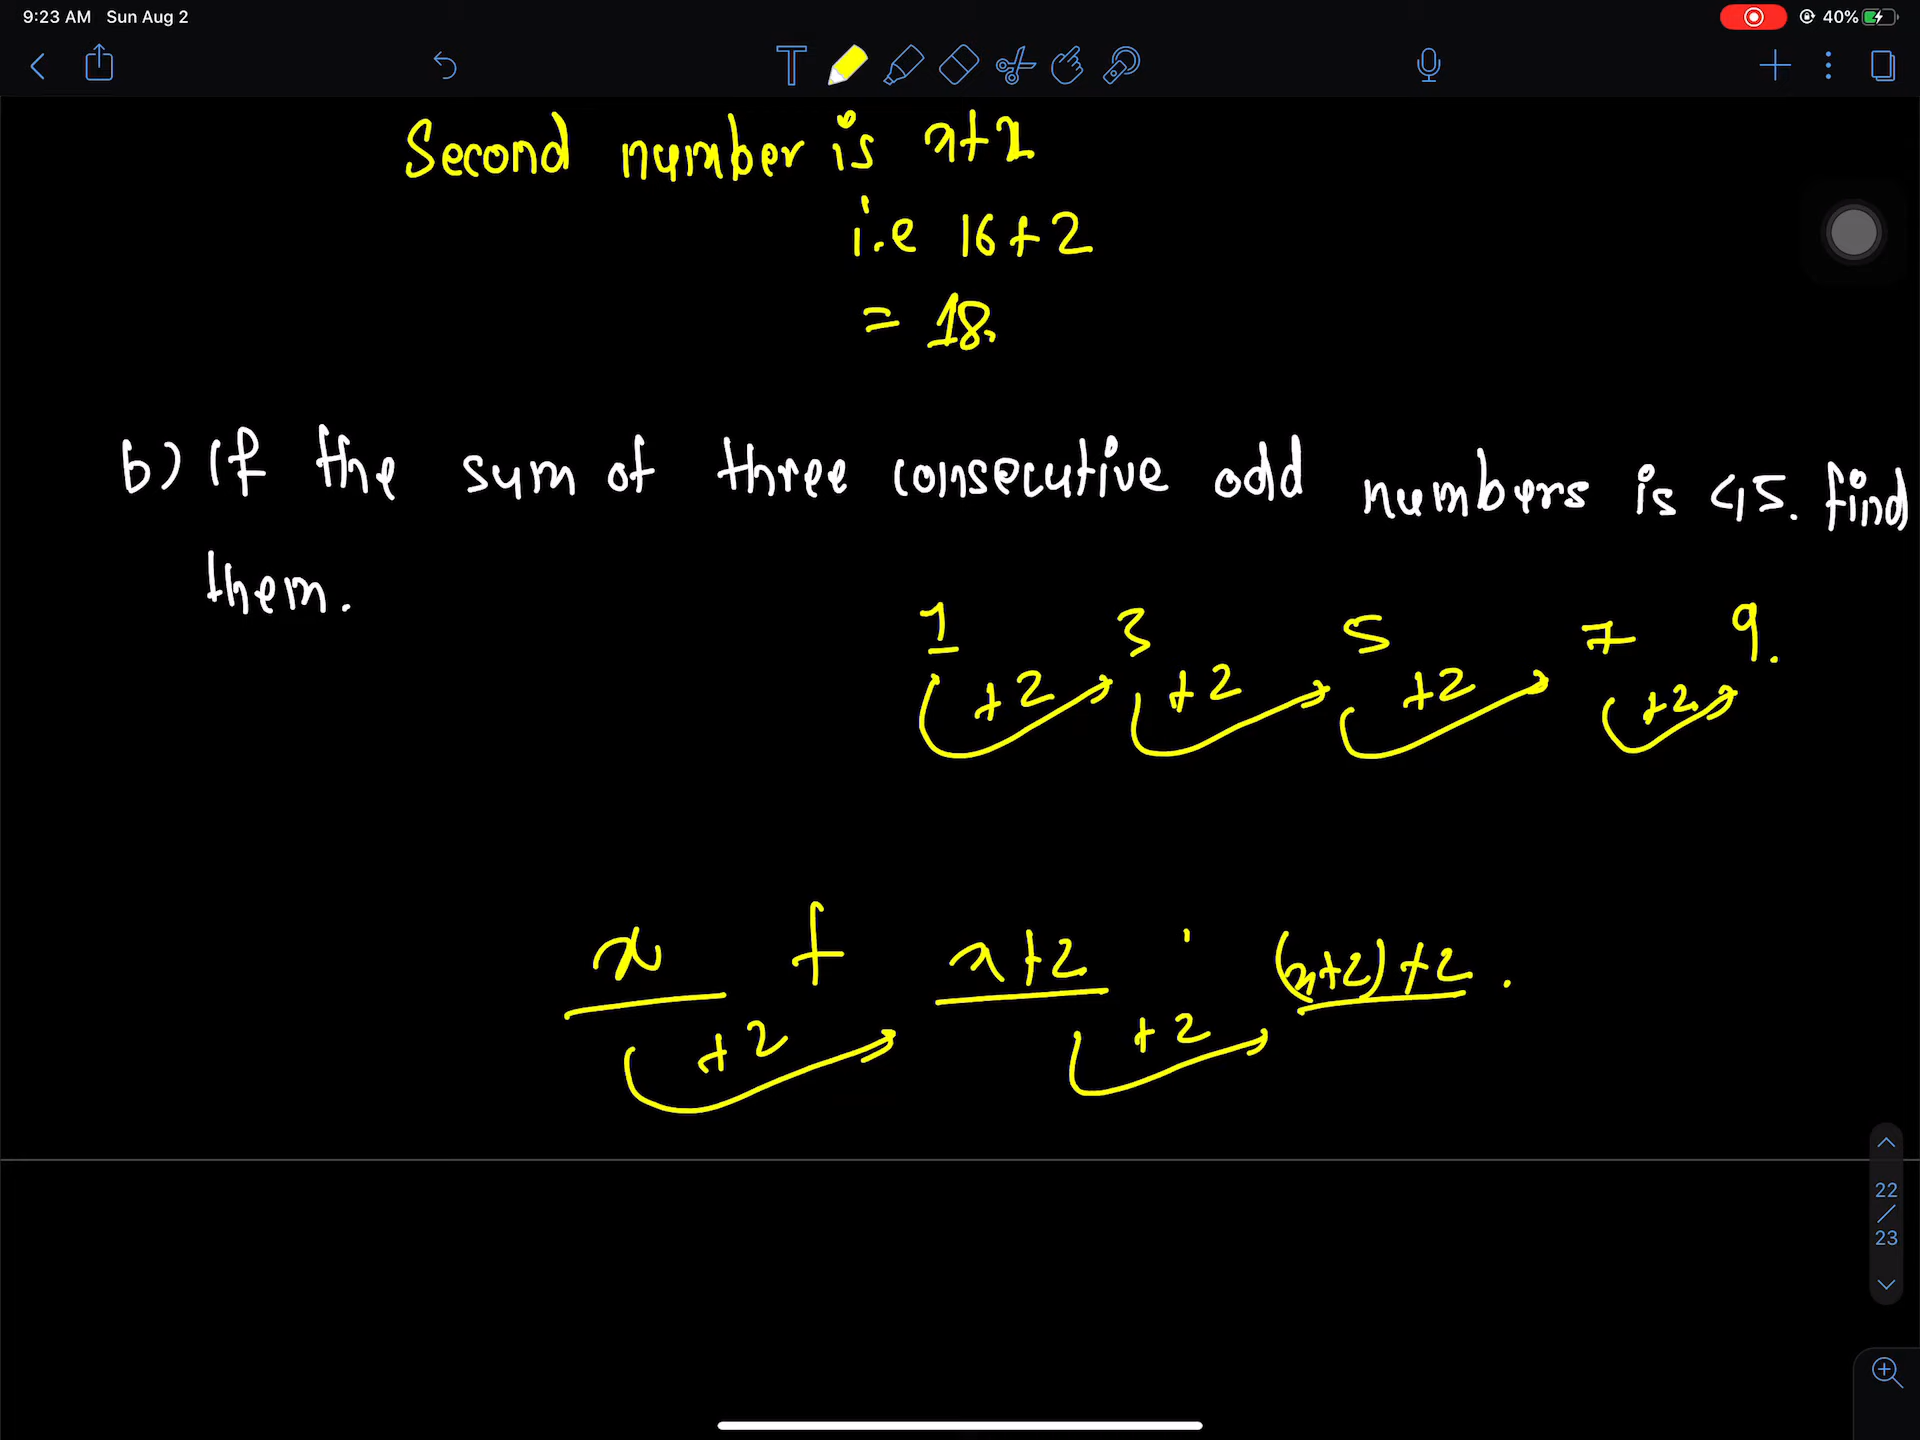 9:23 AM Sun Aug 2
40%
T
Second number is x+2
i.e 16+2
= 18.
b) If the sum of three consecutive odd numbers is 45. find
them.
1 3 5 7 9.
+2 +2 +2 +2
x + x+2 (x+2)+2 .
+2 +2
22
/
23